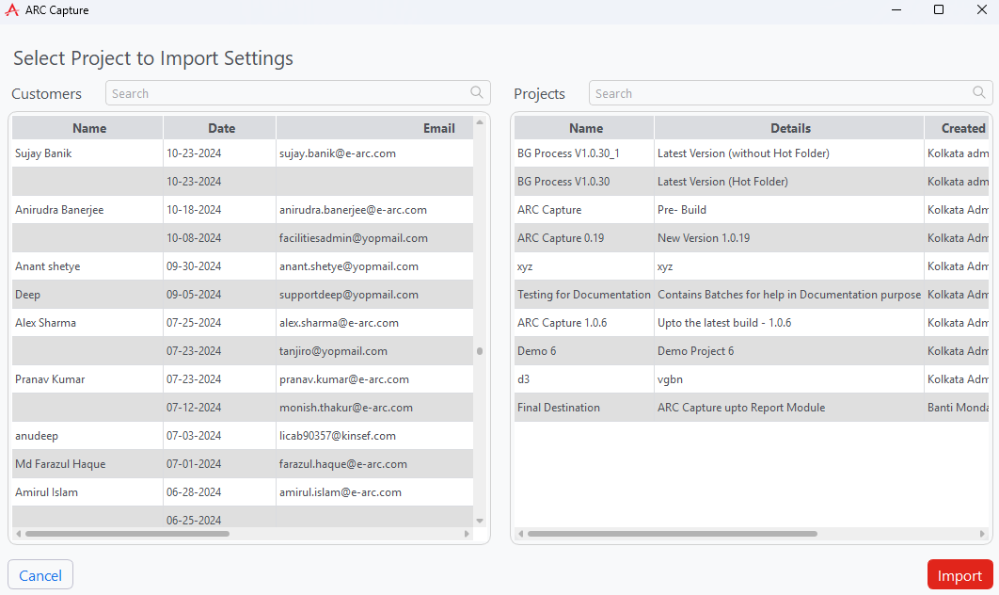 ARC Capture
Select Project to Import Settings
Customers Search
Name Date Email
Sujay Banik 10-23-2024 sujay.banik@e-arc.com
10-23-2024
Anirudra Banerjee 10-18-2024 anirudra.banerjee@e-arc.com
10-08-2024 facilitiesadmin@yopmail.com
Anant shetye 09-30-2024 anant.shetye@yopmail.com
Deep 09-05-2024 supportdeep@yopmail.com
Alex Sharma 07-25-2024 alex.sharma@e-arc.com
07-23-2024 tanjiro@yopmail.com
Pranav Kumar 07-23-2024 pranav.kumar@e-arc.com
07-12-2024 monish.thakur@e-arc.com
anudeep 07-03-2024 licab90357@kinsef.com
Md Farazul Haque 07-01-2024 farazul.haque@e-arc.com
Amirul Islam 06-28-2024 amirul.islam@e-arc.com
06-25-2024
Projects Search
Name Details Created
BG Process V1.0.30_1 Latest Version (without Hot Folder) Kolkata adm
BG Process V1.0.30 Latest Version (Hot Folder) Kolkata adm
ARC Capture Pre- Build Kolkata Adm
ARC Capture 0.19 New Version 1.0.19 Kolkata Adm
xyz xyz Kolkata Adm
Testing for Documentation Contains Batches for help in Documentation purpose Kolkata Adm
ARC Capture 1.0.6 Upto the latest build - 1.0.6 Kolkata Adm
Demo 6 Demo Project 6 Kolkata Adm
d3 vgbn Kolkata Adm
Final Destination ARC Capture upto Report Module Banti Monda
Cancel Import